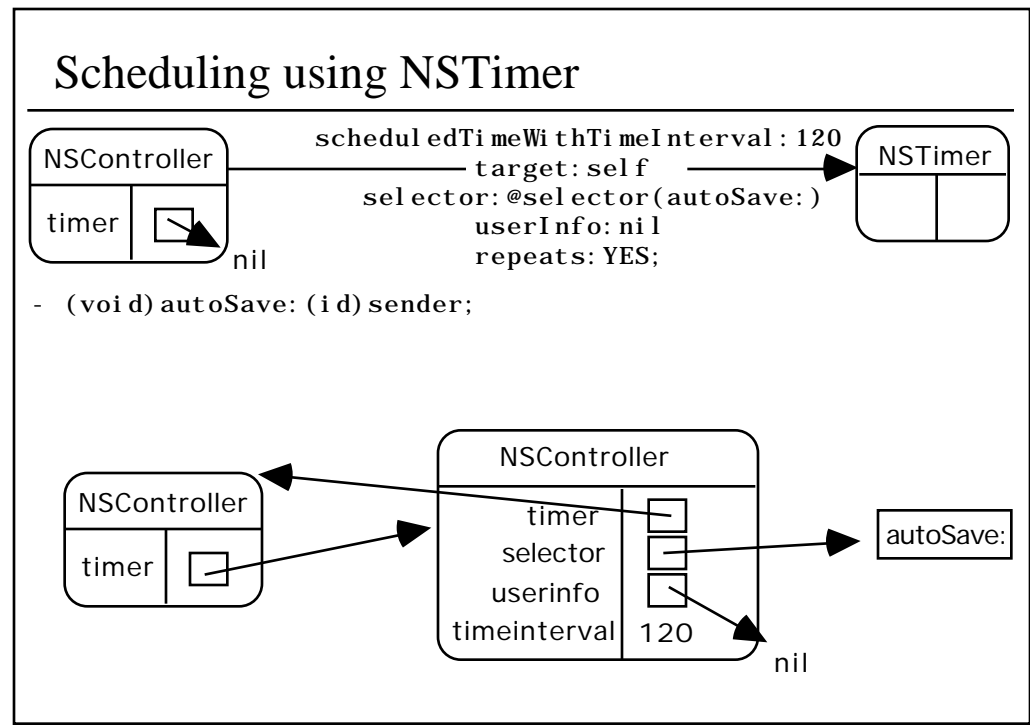 Scheduling using NSTimer
NSController
timer
nil
scheduledTimeWithTimeInterval:120
target:self
selector:@selector(autoSave:)
userInfo:nil
repeats:YES;
NSTimer
- (void)autoSave:(id)sender;
NSController
timer
NSController
timer
selector
userinfo
timeinterval 120
nil
autoSave: